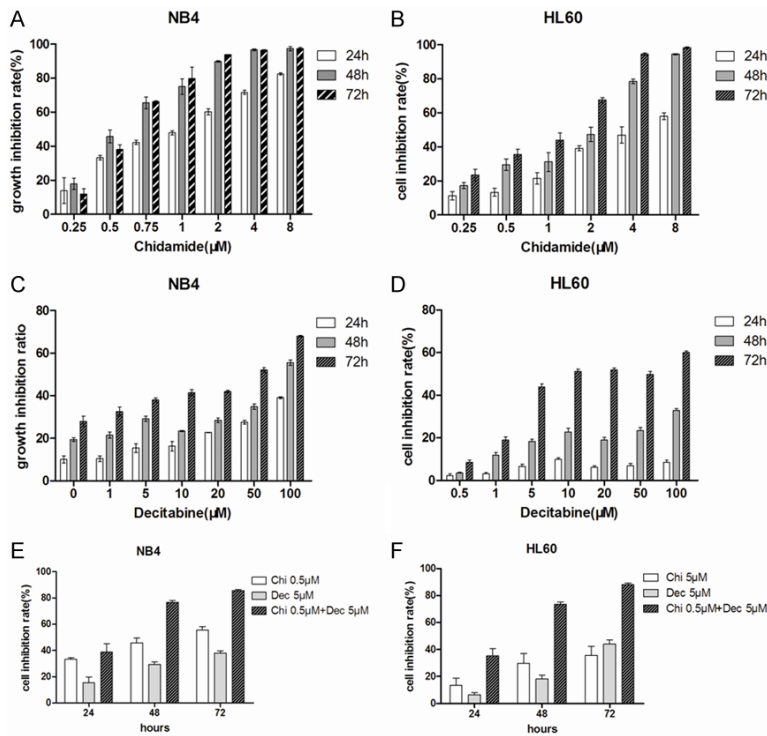 A
NB4
growth inhibition rate(%)
100
80
60
40
20
0
0.25 0.5 0.75 1 2 4 8
Chidamide(µM)
24h
48h
72h
B
HL60
cell inhibition rate(%)
100
80
60
40
20
0
0.25 0.5 1 2 4 8
Chidamide(µM)
24h
48h
72h
C
NB4
growth inhibition ratio
80
60
40
20
0
0 1 5 10 20 50 100
Decitabine(µM)
24h
48h
72h
D
HL60
cell inhibition rate(%)
80
60
40
20
0
0.5 1 5 10 20 50 100
Decitabine(µM)
24h
48h
72h
E
NB4
cell inhibition rate(%)
100
80
60
40
20
0
24 48 72
hours
Chi 0.5µM
Dec 5µM
Chi 0.5µM+Dec 5µM
F
HL60
cell inhibition rate(%)
100
80
60
40
20
0
24 48 72
hours
Chi 5µM
Dec 5µM
Chi 0.5µM+Dec 5µM